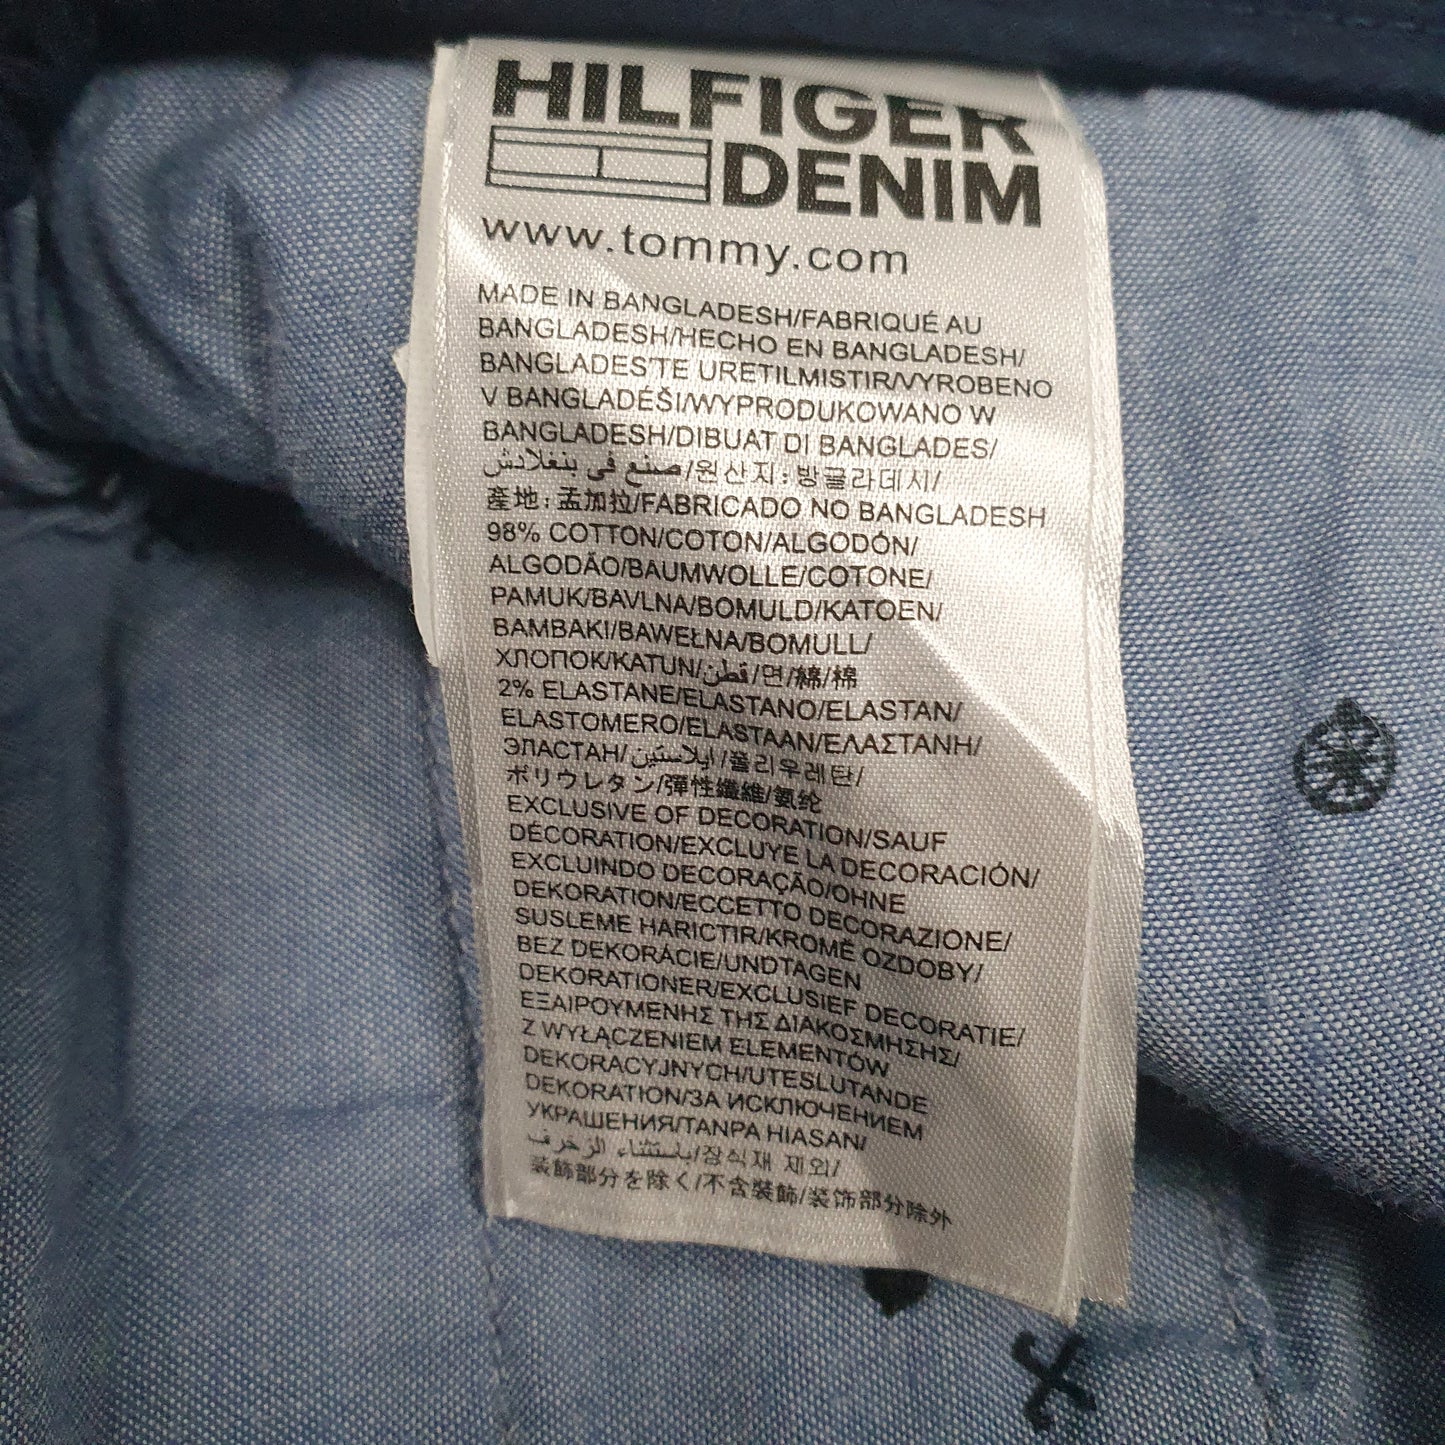 HILFIGER
DENIM
www.tommy.com
MADE IN BANGLADESH/FABRIQUÉ AU
BANGLADESH/HECHO EN BANGLADESH/
BANGLADES'TE URETILMISTIR/VYROBENO
V BANGLADÉŠI/WYPRODUKOWANO W
BANGLADESH/DIBUAT DI BANGLADES/
صنع في بنغلادش/원산지: 방글라데시/
產地: 孟加拉/FABRICADO NO BANGLADESH
98% COTTON/COTON/ALGODÓN/
ALGODÃO/BAUMWOLLE/COTONE/
PAMUK/BAVLNA/BOMULD/KATOEN/
BAMBAKI/BAWEŁNA/BOMULL/
ХЛОПОК/KATUN/قطن/면/綿/棉
2% ELASTANE/ELASTANO/ELASTAN/
ELASTOMERO/ELASTAAN/ΕΛΑΣΤΑΝΗ/
ЭЛАСТАН/ايلاستين/폴리우레탄/
ポリウレタン/彈性纖維/氨纶
EXCLUSIVE OF DECORATION/SAUF
DÉCORATION/EXCLUYE LA DECORACIÓN/
EXCLUINDO DECORAÇÃO/OHNE
DEKORATION/ECCETTO DECORAZIONE/
SUSLEME HARICTIR/KROMĚ OZDOBY/
BEZ DEKORÁCIE/UNDTAGEN
DEKORATIONER/EXCLUSIEF DECORATIE/
ΕΞΑΙΡΟΥΜΕΝΗΣ ΤΗΣ ΔΙΑΚΟΣΜΗΣΗΣ/
Z WYŁĄCZENIEM ELEMENTÓW
DEKORACYJNYCH/UTESLUTANDE
DEKORATION/ЗА ИСКЛЮЧЕНИЕМ
УКРАШЕНИЯ/TANPA HIASAN/
باستثناء الزخرف/장식재 제외/
装飾部分を除く/不含裝飾/装饰部分除外